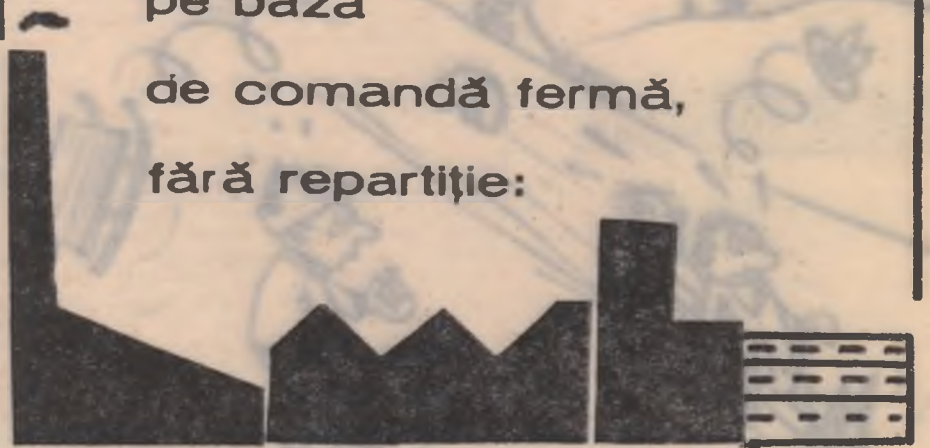 pe baza
de comandă fermă,
fără repartiție: